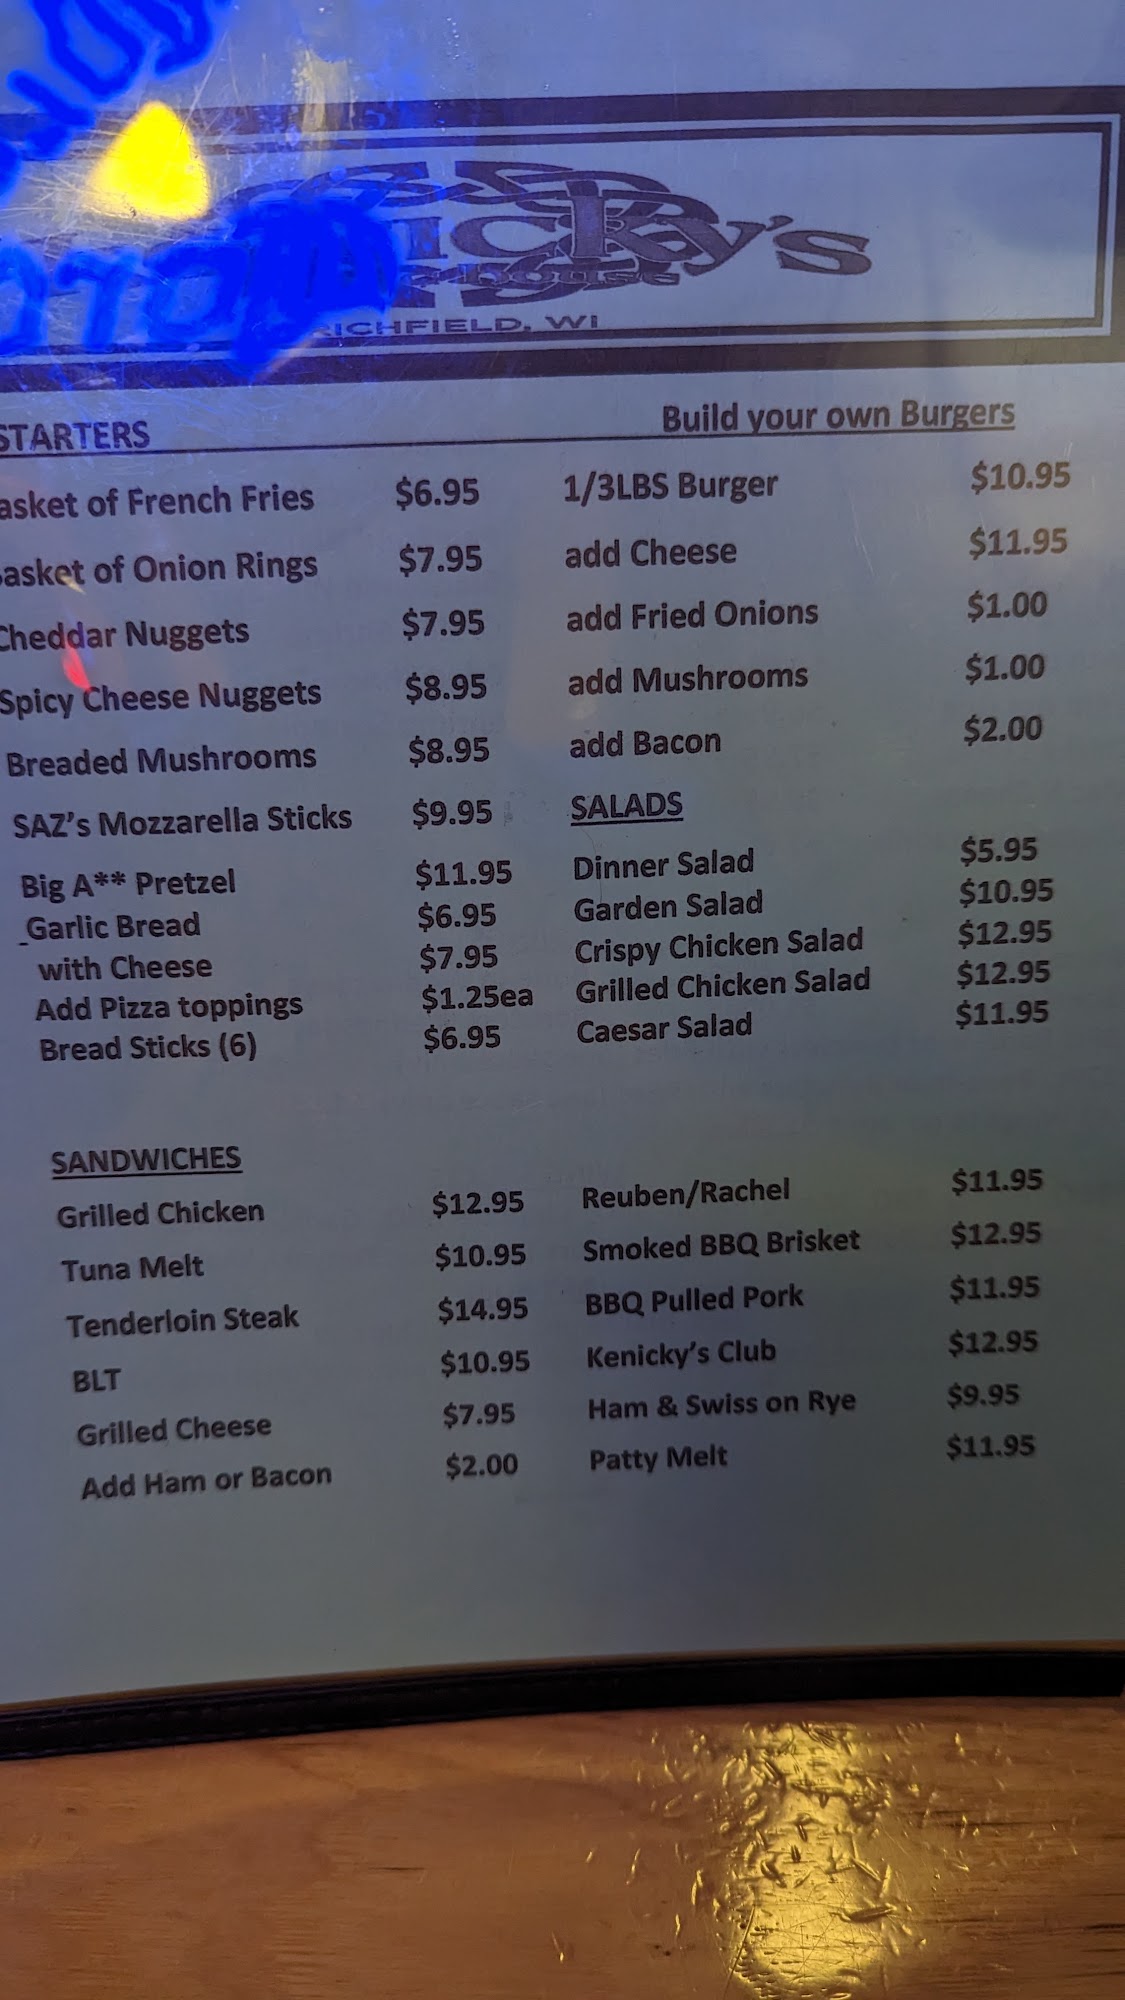 icky's
RICHFIELD, WI
STARTERS
asket of French Fries $6.95
asket of Onion Rings $7.95
Cheddar Nuggets $7.95
Spicy Cheese Nuggets $8.95
Breaded Mushrooms $8.95
SAZ's Mozzarella Sticks $9.95
Big A** Pretzel $11.95
Garlic Bread $6.95
with Cheese $7.95
Add Pizza toppings $1.25ea
Bread Sticks (6) $6.95
Build your own Burgers
1/3LBS Burger $10.95
add Cheese $11.95
add Fried Onions $1.00
add Mushrooms $1.00
add Bacon $2.00
SALADS
Dinner Salad $5.95
Garden Salad $10.95
Crispy Chicken Salad $12.95
Grilled Chicken Salad $12.95
Caesar Salad $11.95
SANDWICHES
Grilled Chicken $12.95
Tuna Melt $10.95
Tenderloin Steak $14.95
BLT $10.95
Grilled Cheese $7.95
Add Ham or Bacon $2.00
Reuben/Rachel $11.95
Smoked BBQ Brisket $12.95
BBQ Pulled Pork $11.95
Kenicky's Club $12.95
Ham & Swiss on Rye $9.95
Patty Melt $11.95